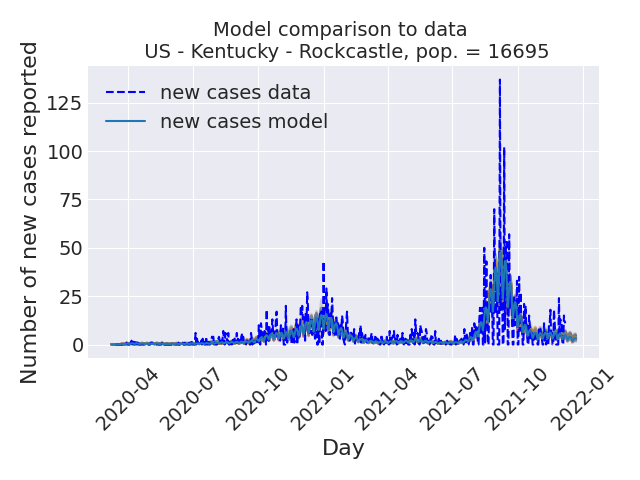 Model comparison to data
US - Kentucky - Rockcastle, pop. = 16695
Number of new cases reported
125
100
75
50
25
0
new cases data
new cases model
2020-04
2020-07
2020-10
2021-01
2021-04
2021-07
2021-10
2022-01
Day